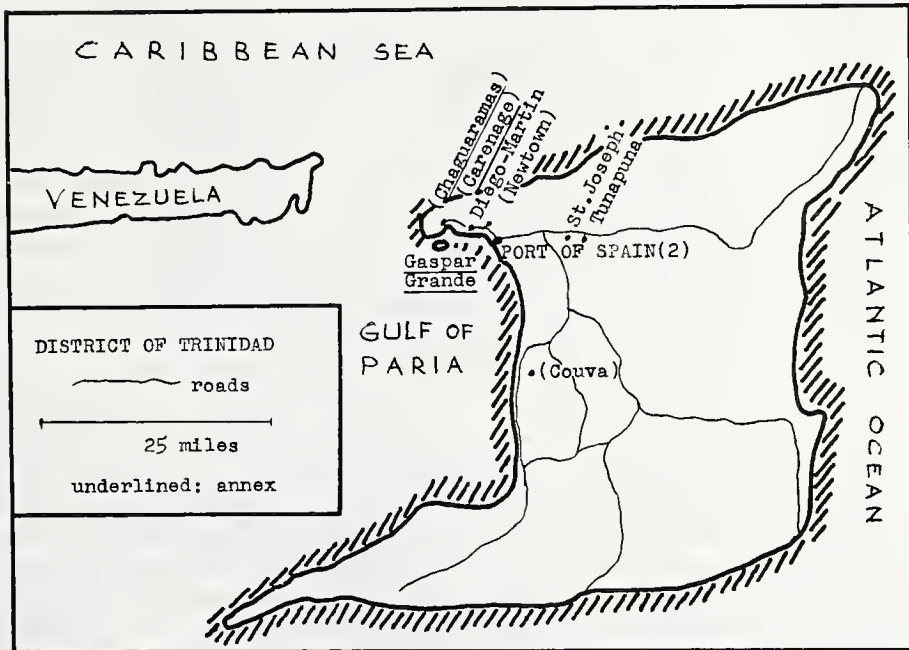 CARIBBEAN SEA
(Chaguaramas)
(Carenage)
Diego-Martin
(Newtown)
St. Joseph
Tunapuna
VENEZUELA
PORT OF SPAIN(2)
Gaspar
Grande
ATLANTIC OCEAN
GULF OF
PARIA
DISTRICT OF TRINIDAD
roads
25 miles
underlined: annex
(Couva)